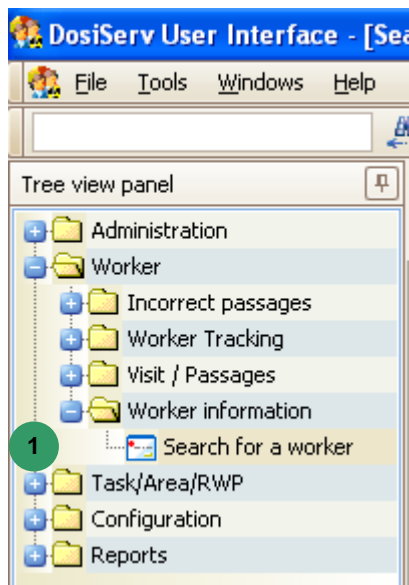 DosiServ User Interface - [Sea
File Tools Windows Help
Tree view panel
Administration
Worker
Incorrect passages
Worker Tracking
Visit / Passages
Worker information
1 Search for a worker
Task/Area/RWP
Configuration
Reports